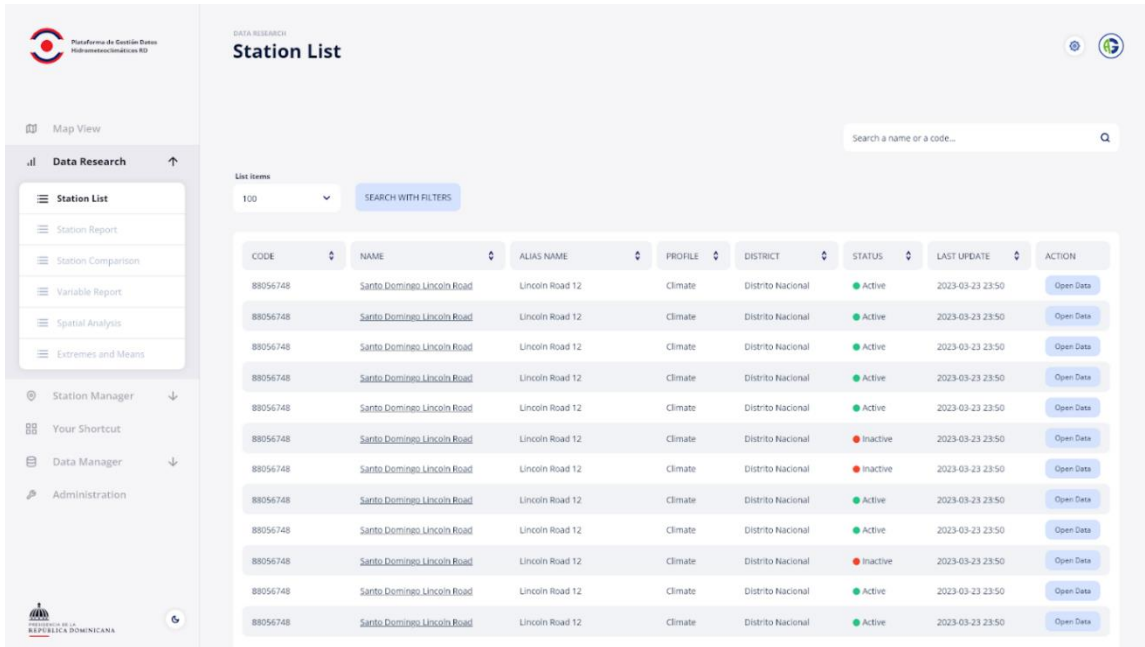 Plataforma de Gestión Datos
Hidrometeoclimáticos RD
DATA RESEARCH
Station List
Map View
Data Research
Station List
Station Report
Station Comparison
Variable Report
Spatial Analysis
Extremes and Means
Station Manager
Your Shortcut
Data Manager
Administration
PRESIDENCIA DE LA
REPÚBLICA DOMINICANA
Search a name or a code...
List items
100 SEARCH WITH FILTERS
CODE NAME ALIAS NAME PROFILE DISTRICT STATUS LAST UPDATE ACTION
88056748 Santo Domingo Lincoln Road Lincoln Road 12 Climate Distrito Nacional Active 2023-03-23 23:50 Open Data
88056748 Santo Domingo Lincoln Road Lincoln Road 12 Climate Distrito Nacional Active 2023-03-23 23:50 Open Data
88056748 Santo Domingo Lincoln Road Lincoln Road 12 Climate Distrito Nacional Active 2023-03-23 23:50 Open Data
88056748 Santo Domingo Lincoln Road Lincoln Road 12 Climate Distrito Nacional Active 2023-03-23 23:50 Open Data
88056748 Santo Domingo Lincoln Road Lincoln Road 12 Climate Distrito Nacional Active 2023-03-23 23:50 Open Data
88056748 Santo Domingo Lincoln Road Lincoln Road 12 Climate Distrito Nacional Inactive 2023-03-23 23:50 Open Data
88056748 Santo Domingo Lincoln Road Lincoln Road 12 Climate Distrito Nacional Inactive 2023-03-23 23:50 Open Data
88056748 Santo Domingo Lincoln Road Lincoln Road 12 Climate Distrito Nacional Active 2023-03-23 23:50 Open Data
88056748 Santo Domingo Lincoln Road Lincoln Road 12 Climate Distrito Nacional Active 2023-03-23 23:50 Open Data
88056748 Santo Domingo Lincoln Road Lincoln Road 12 Climate Distrito Nacional Inactive 2023-03-23 23:50 Open Data
88056748 Santo Domingo Lincoln Road Lincoln Road 12 Climate Distrito Nacional Active 2023-03-23 23:50 Open Data
88056748 Santo Domingo Lincoln Road Lincoln Road 12 Climate Distrito Nacional Active 2023-03-23 23:50 Open Data